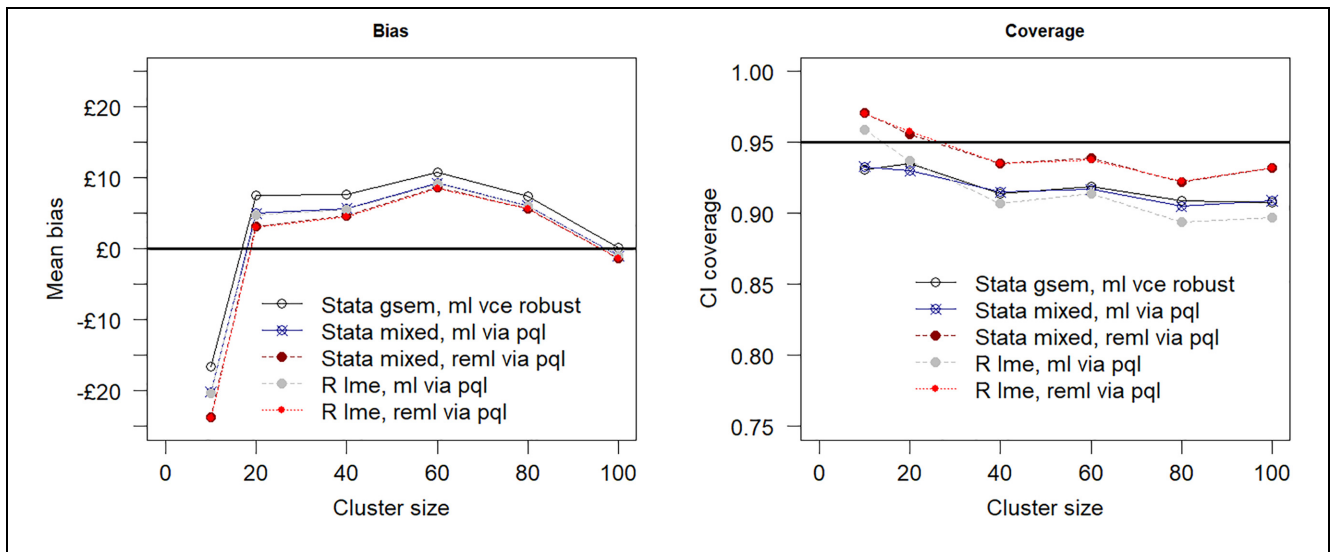 Bias
£20
£10
£0
-£10
-£20
Mean bias
Stata gsem, ml vce robust
Stata mixed, ml via pql
Stata mixed, reml via pql
R lme, ml via pql
R lme, reml via pql
0 20 40 60 80 100
Cluster size
Coverage
1.00
0.95
0.90
0.85
0.80
0.75
CI coverage
Stata gsem, ml vce robust
Stata mixed, ml via pql
Stata mixed, reml via pql
R lme, ml via pql
R lme, reml via pql
0 20 40 60 80 100
Cluster size